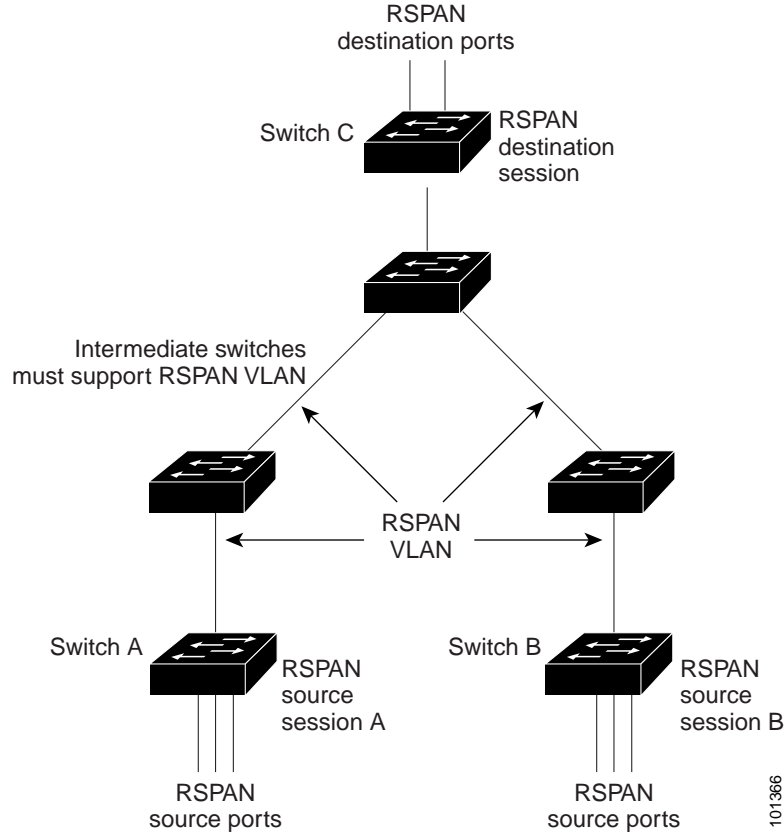 RSPAN
destination ports
Switch C
RSPAN
destination
session
Intermediate switches
must support RSPAN VLAN
RSPAN
VLAN
Switch A
RSPAN
source
session A
Switch B
RSPAN
source
session B
RSPAN
source ports
RSPAN
source ports
101366